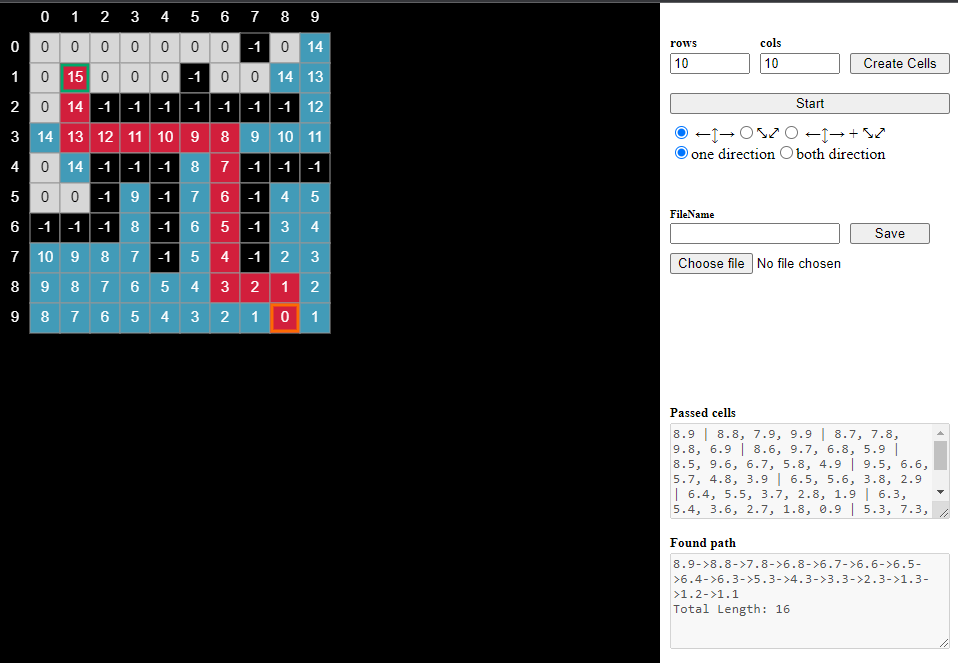 0 1 2 3 4 5 6 7 8 9
0 0 0 0 0 0 0 0 -1 0 14
1 0 15 0 0 0 -1 0 0 14 13
2 0 14 -1 -1 -1 -1 -1 -1 -1 12
3 14 13 12 11 10 9 8 9 10 11
4 0 14 -1 -1 -1 8 7 -1 -1 -1
5 0 0 -1 9 -1 7 6 -1 4 5
6 -1 -1 -1 8 -1 6 5 -1 3 4
7 10 9 8 7 -1 5 4 -1 2 3
8 9 8 7 6 5 4 3 2 1 2
9 8 7 6 5 4 3 2 1 0 1
rows cols
10 10 Create Cells
Start
←↕→ ⤡⤢ ←↕→ + ⤡⤢
one direction both direction
FileName
Save
Choose file No file chosen
Passed cells
8.9 | 8.8, 7.9, 9.9 | 8.7, 7.8,
9.8, 6.9 | 8.6, 9.7, 6.8, 5.9 |
8.5, 9.6, 6.7, 5.8, 4.9 | 9.5, 6.6,
5.7, 4.8, 3.9 | 6.5, 5.6, 3.8, 2.9
| 6.4, 5.5, 3.7, 2.8, 1.9 | 6.3,
5.4, 3.6, 2.7, 1.8, 0.9 | 5.3, 7.3,
Found path
8.9->8.8->7.8->6.8->6.7->6.6->6.5-
>6.4->6.3->5.3->4.3->3.3->2.3->1.3-
>1.2->1.1
Total Length: 16